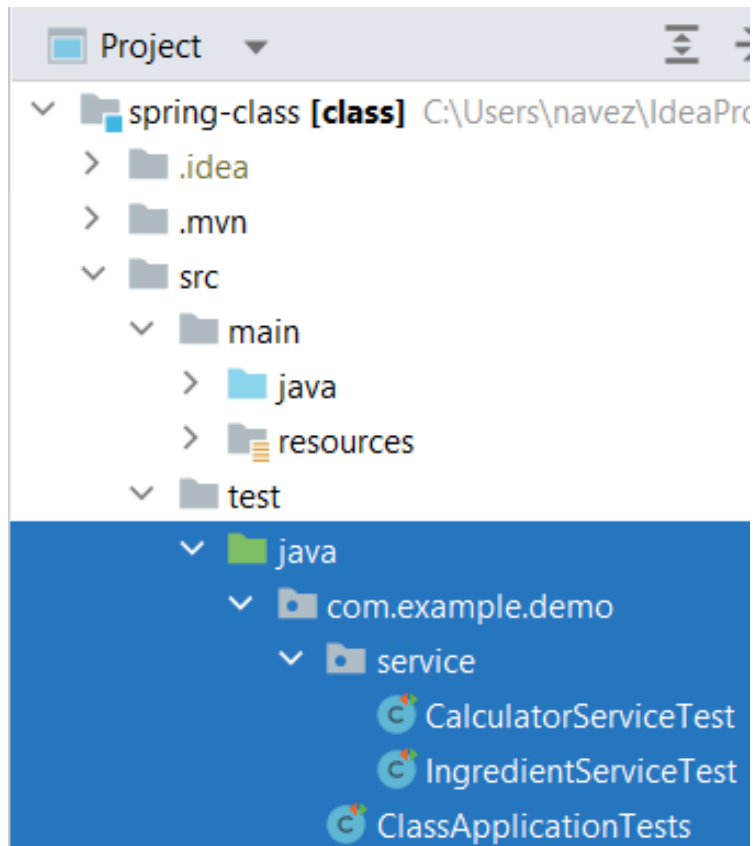 Project
spring-class [class] C:\Users\navez\IdeaPro
.idea
.mvn
src
main
java
resources
test
java
com.example.demo
service
CalculatorServiceTest
IngredientServiceTest
ClassApplicationTests